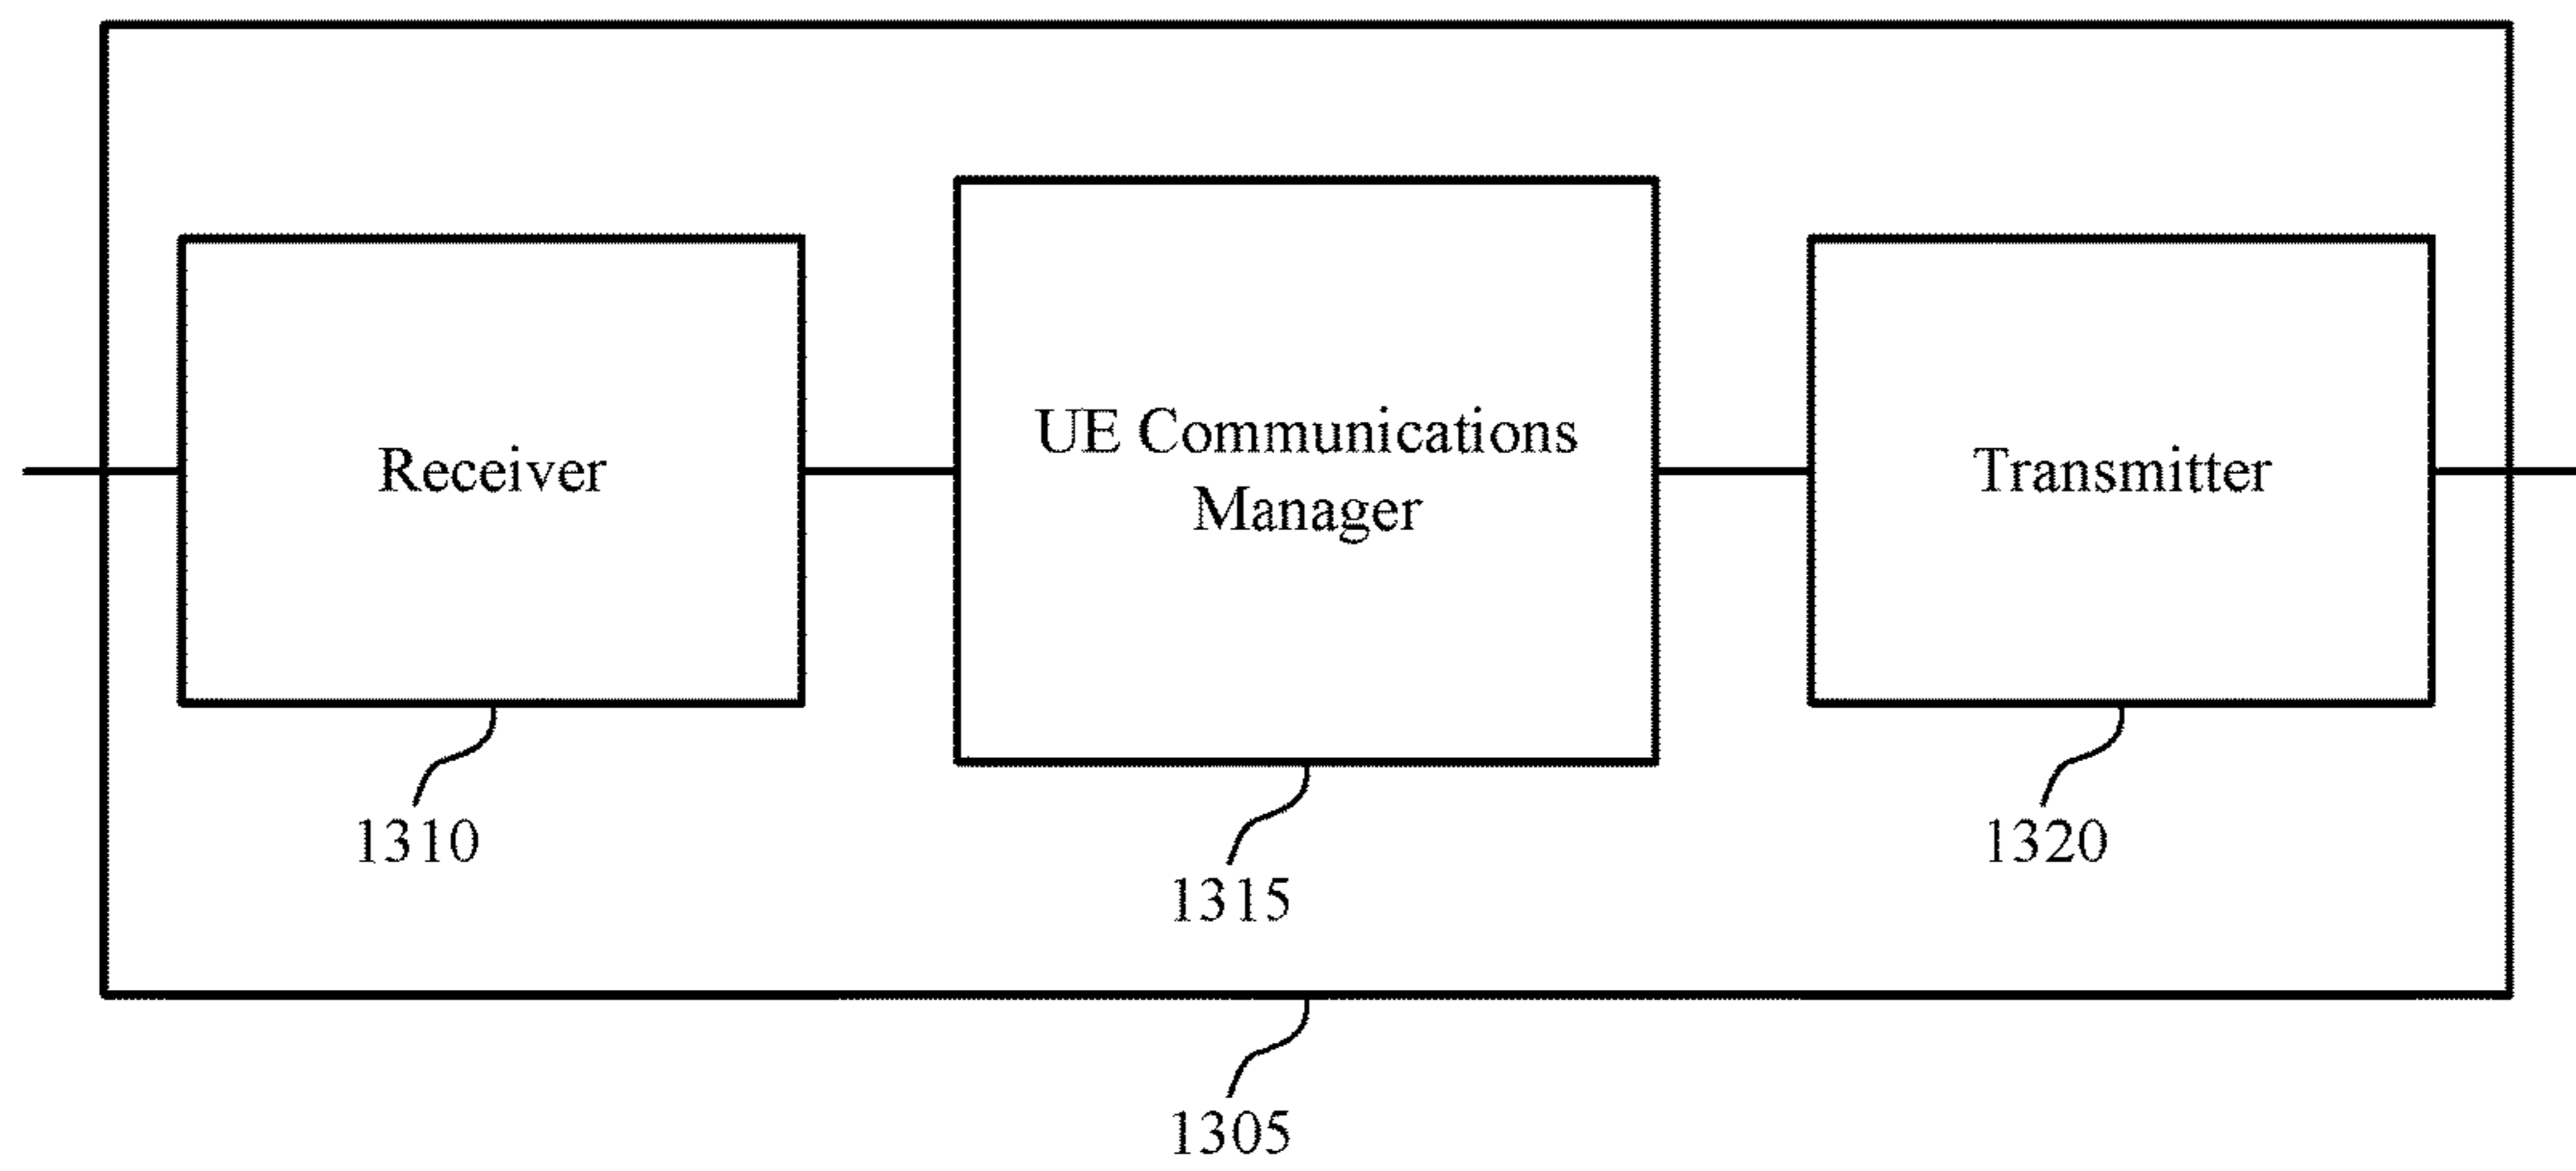 Receiver
UE Communications
Manager
Transmitter
1310
1315
1320
1305